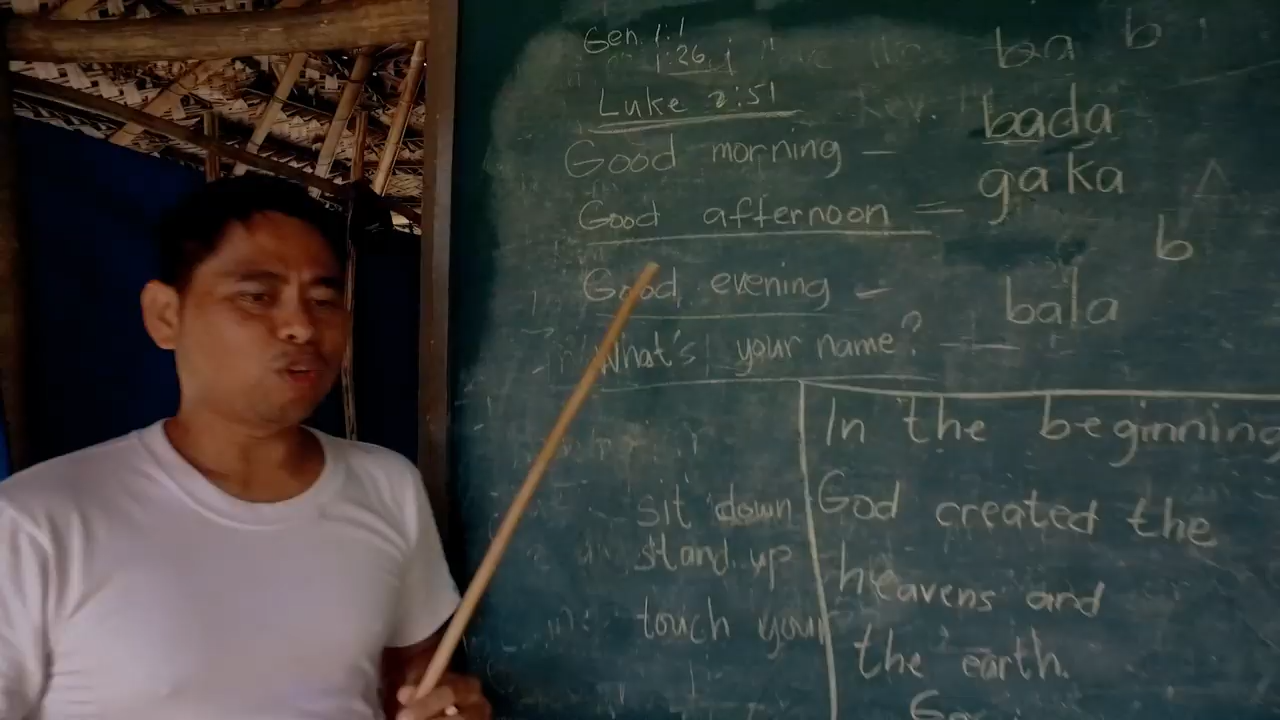 Gen. 1:1
1:26
Luke 2:51
Good morning –
Good afternoon –
Good evening –
What's your name? –
ba b
bada
gaka
b
bala
sit down
stand up
touch your
In the beginning
God created the
heavens and
the earth.